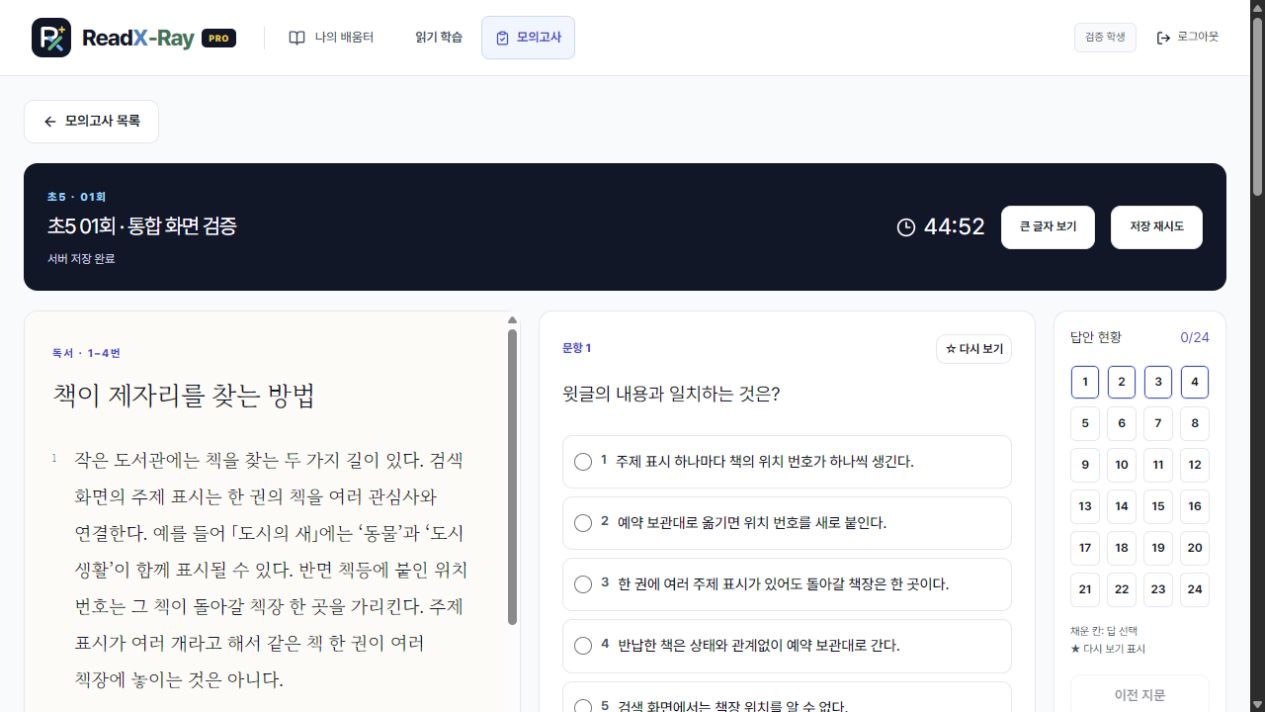 ReadX-Ray PRO
나의 배움터
읽기 학습
모의고사
검증 학생
로그아웃
← 모의고사 목록
초5 · 01회
초5 01회 · 통합 화면 검증
서버 저장 완료
44:52
큰 글자 보기
저장 재시도
독서 · 1–4번
책이 제자리를 찾는 방법
1 작은 도서관에는 책을 찾는 두 가지 길이 있다. 검색
화면의 주제 표시는 한 권의 책을 여러 관심사와
연결한다. 예를 들어 「도시의 새」에는 ‘동물’과 ‘도시
생활’이 함께 표시될 수 있다. 반면 책등에 붙인 위치
번호는 그 책이 돌아갈 책장 한 곳을 가리킨다. 주제
표시가 여러 개라고 해서 같은 책 한 권이 여러
책장에 놓이는 것은 아니다.
문항 1
☆ 다시 보기
윗글의 내용과 일치하는 것은?
1 주제 표시 하나마다 책의 위치 번호가 하나씩 생긴다.
2 예약 보관대로 옮기면 위치 번호를 새로 붙인다.
3 한 권에 여러 주제 표시가 있어도 돌아갈 책장은 한 곳이다.
4 반납한 책은 상태와 관계없이 예약 보관대로 간다.
5 검색 화면에서는 책장 위치를 알 수 없다.
답안 현황 0/24
1 2 3 4
5 6 7 8
9 10 11 12
13 14 15 16
17 18 19 20
21 22 23 24
채운 칸: 답 선택
★ 다시 보기 표시
이전 지문